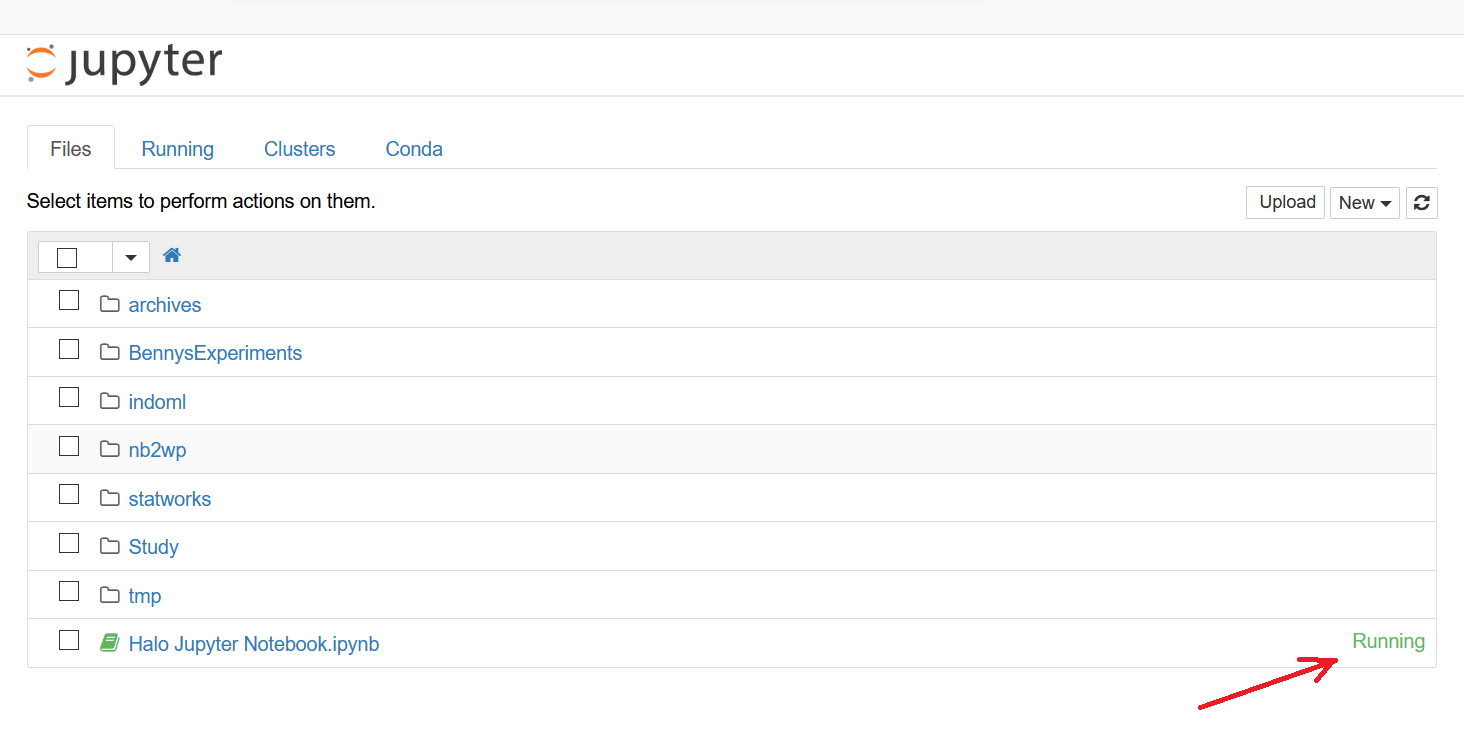 jupyter
Files Running Clusters Conda
Select items to perform actions on them. Upload New
archives
BennysExperiments
indoml
nb2wp
statworks
Study
tmp
Halo Jupyter Notebook.ipynb Running